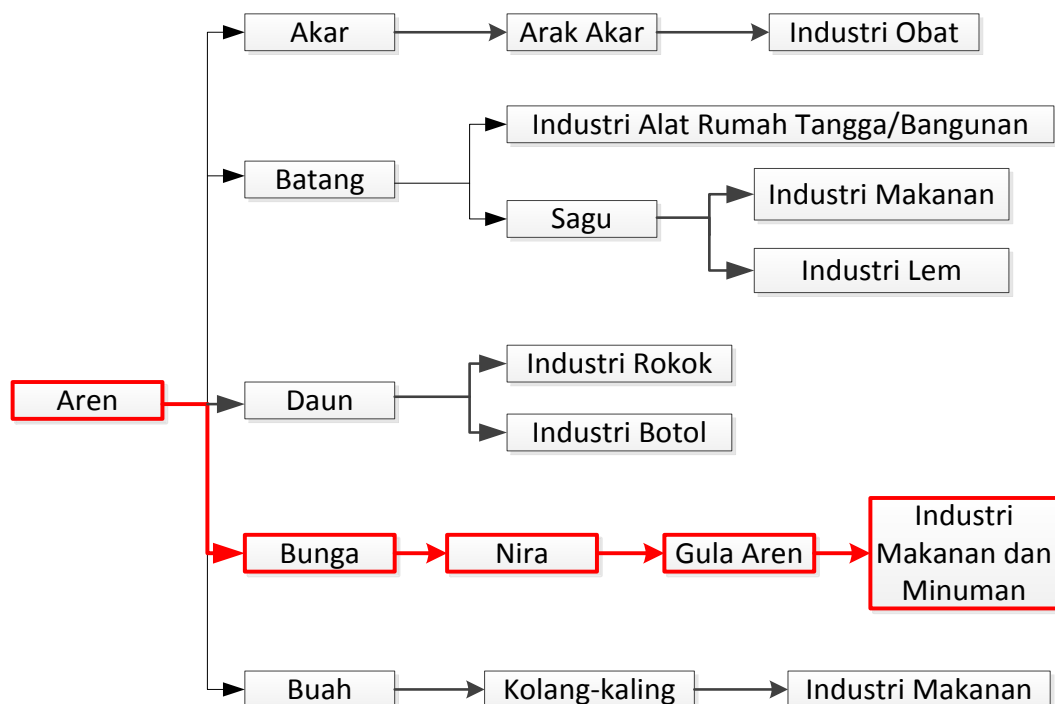 Akar
Arak Akar
Industri Obat
Industri Alat Rumah Tangga/Bangunan
Batang
Industri Makanan
Sagu
Industri Lem
Industri Rokok
Aren
Daun
Industri Botol
Industri
Makanan dan
Minuman
Bunga
Nira
Gula Aren
Buah
Kolang-kaling
Industri Makanan